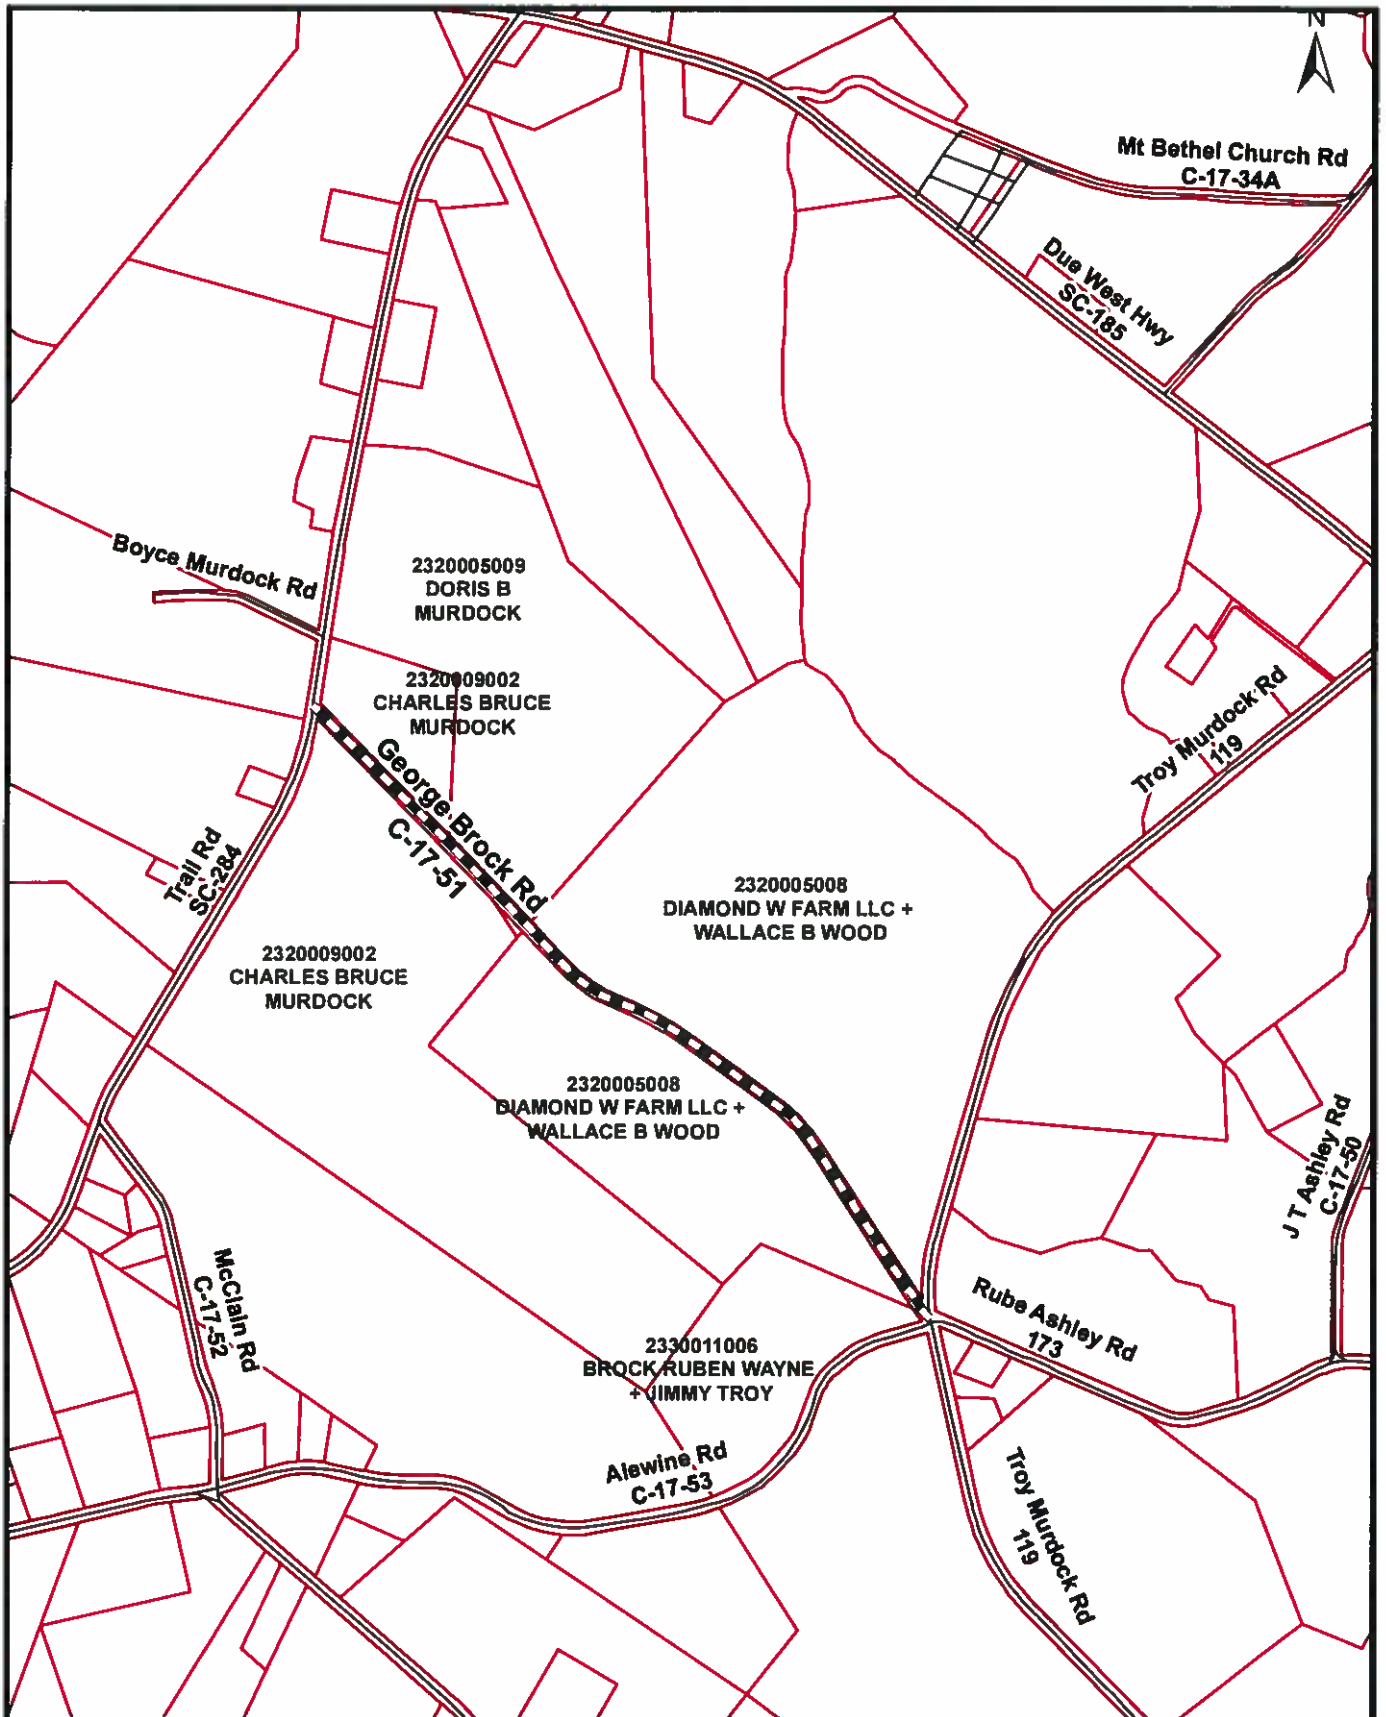 N
Mt Bethel Church Rd
C-17-34A
Due West Hwy
SC-185
Boyce Murdock Rd
2320005009
DORIS B
MURDOCK
2320009002
CHARLES BRUCE
MURDOCK
Troy Murdock Rd
119
George Brock Rd
C-17-51
Trail Rd
SC-284
2320005008
DIAMOND W FARM LLC +
WALLACE B WOOD
2320009002
CHARLES BRUCE
MURDOCK
2320005008
DIAMOND W FARM LLC +
WALLACE B WOOD
J T Ashley Rd
C-17-50
McClain Rd
C-17-52
Rube Ashley Rd
173
2330011006
BROCK RUBEN WAYNE
+ JIMMY TROY
Alewine Rd
C-17-53
Troy Murdock Rd
119